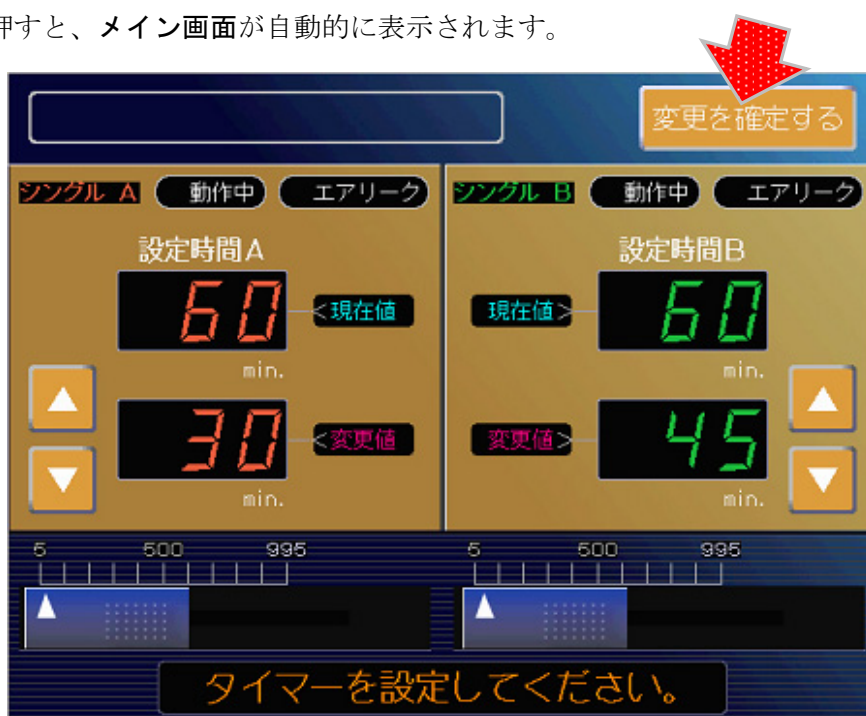 押すと、メイン画面が自動的に表示されます。
変更を確定する
シングル A 動作中 エアリーク シングル B 動作中 エアリーク
設定時間A 設定時間B
60 <現在値 現在値> 60
min. min.
30 <変更値 変更値> 45
min. min.
5 500 995 5 500 995
タイマーを設定してください。